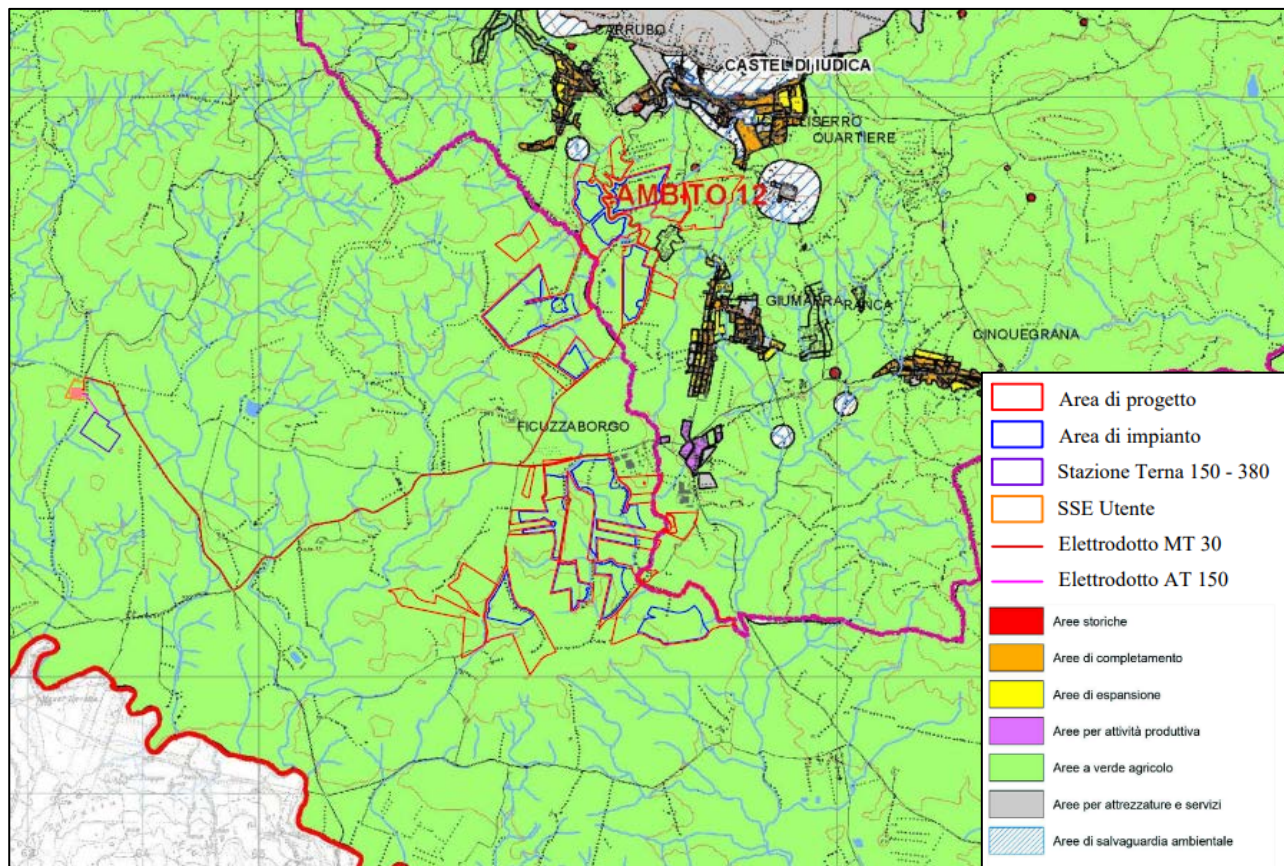 CARRUBO
CASTEL DI IUDICA
QUARTIERE
AMBITO 12
GIUMARRA
CINQUEGRANA
FICUZZABORGO
Area di progetto
Area di impianto
Stazione Terna 150 - 380
SSE Utente
Elettrodotto MT 30
Elettrodotto AT 150
Aree storiche
Aree di completamento
Aree di espansione
Aree per attività produttiva
Aree a verde agricolo
Aree per attrezzature e servizi
Aree di salvaguardia ambientale